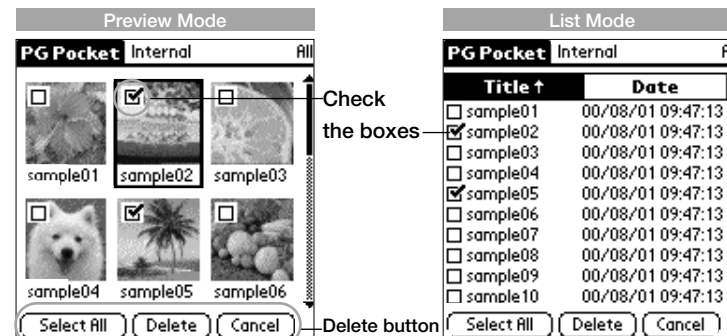 Preview Mode
PG Pocket Internal All
sample01 sample02 sample03
sample04 sample05 sample06
Select All Delete Cancel
Check
the boxes
Delete button
List Mode
PG Pocket Internal
Title ↑ Date
sample01 00/08/01 09:47:13
sample02 00/08/01 09:47:13
sample03 00/08/01 09:47:13
sample04 00/08/01 09:47:13
sample05 00/08/01 09:47:13
sample06 00/08/01 09:47:13
sample07 00/08/01 09:47:13
sample08 00/08/01 09:47:13
sample09 00/08/01 09:47:13
sample10 00/08/01 09:47:13
Select All Delete Cancel